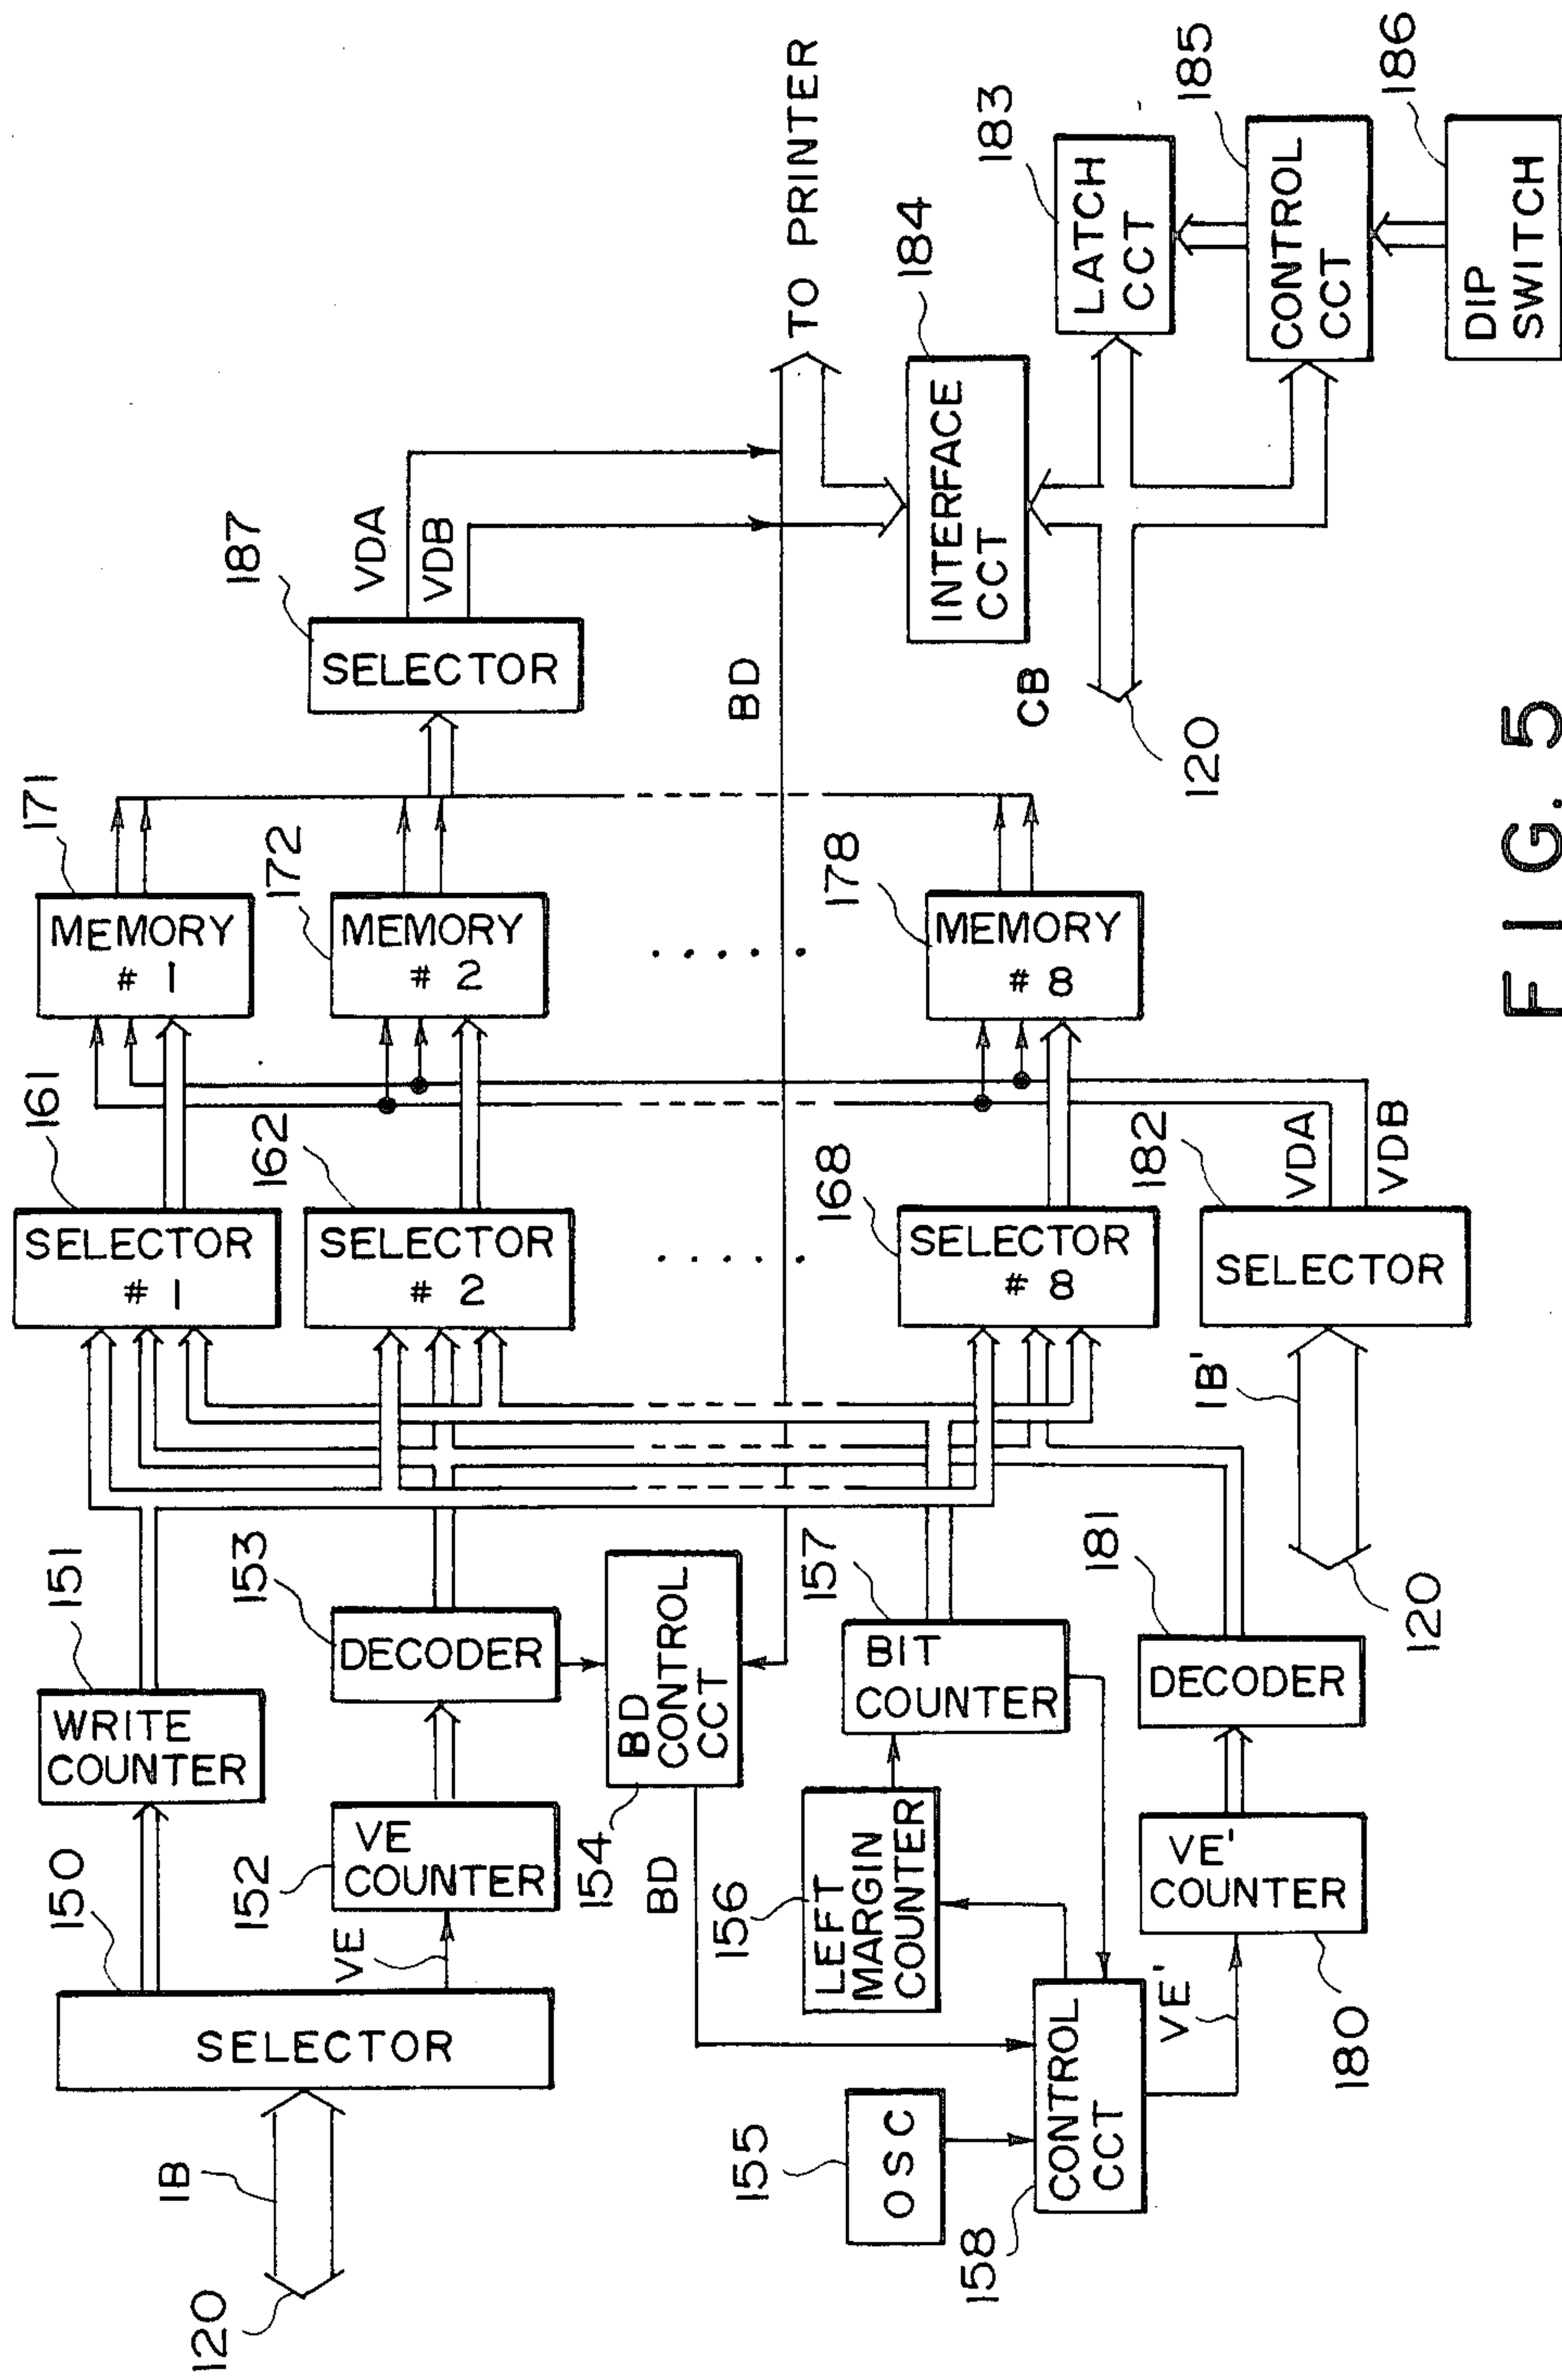 120
IB
SELECTOR
150
VE
WRITE
COUNTER
151
VE
COUNTER
152
DECODER
153
BD
CONTROL
CCT
154
BD
OSC
155
CONTROL
CCT
158
LEFT
MARGIN
COUNTER
156
BIT
COUNTER
157
VE'
VE'
COUNTER
180
DECODER
181
120
IB'
SELECTOR
182
VDA
VDB
SELECTOR
# 1
161
SELECTOR
# 2
162
.....
SELECTOR
# 8
168
MEMORY
# 1
171
MEMORY
# 2
172
.....
MEMORY
# 8
178
SELECTOR
187
VDA
VDB
BD
TO PRINTER
INTERFACE
CCT
184
CB
120
LATCH
CCT
183
CONTROL
CCT
185
DIP
SWITCH
186
FIG. 5